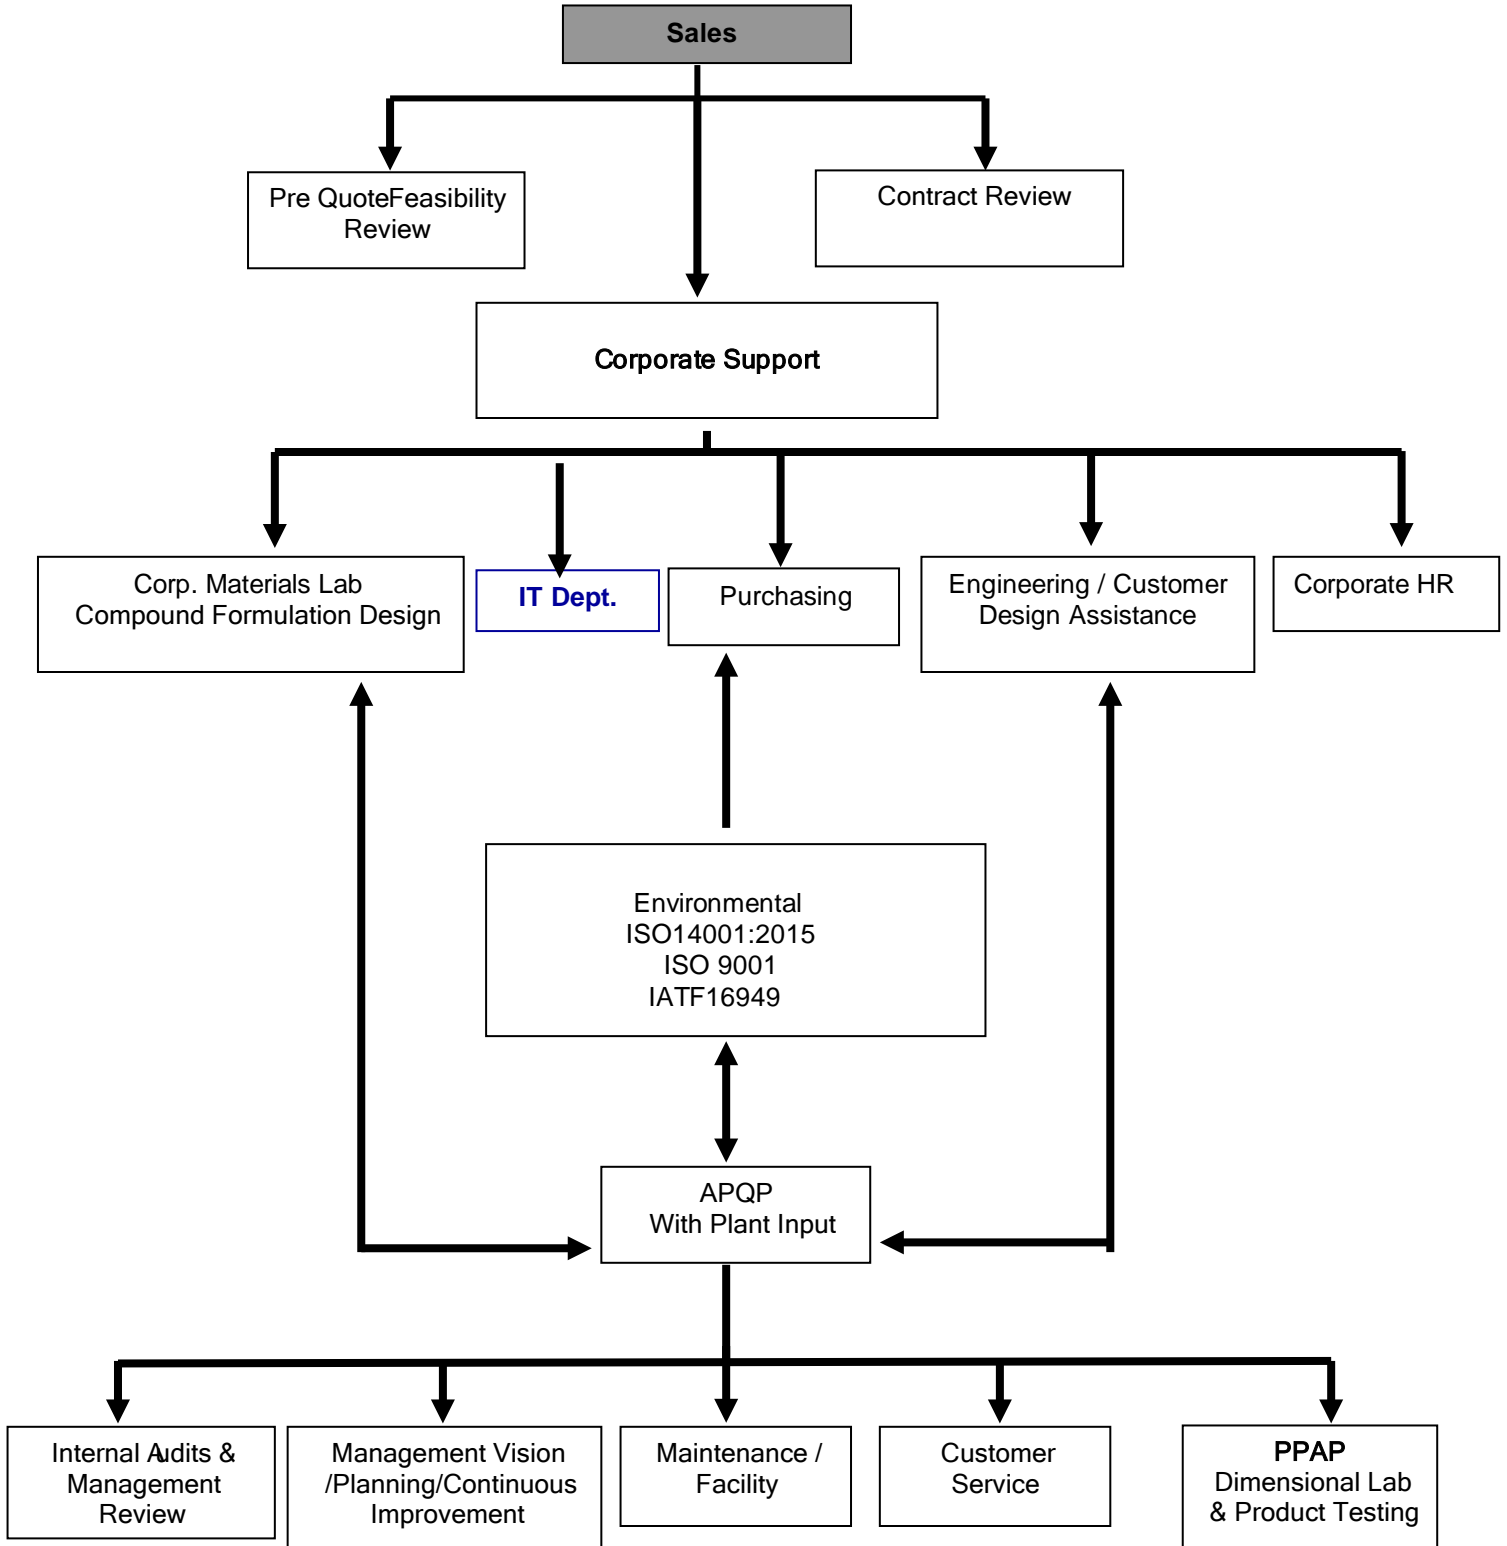 Sales
Pre QuoteFeasibility
Review
Contract Review
Corporate Support
Corp. Materials Lab
Compound Formulation Design
IT Dept.
Purchasing
Engineering / Customer
Design Assistance
Corporate HR
Environmental
ISO14001:2015
ISO 9001
IATF16949
APQP
With Plant Input
Internal Audits &
Management
Review
Management Vision
/Planning/Continuous
Improvement
Maintenance /
Facility
Customer
Service
PPAP
Dimensional Lab
& Product Testing